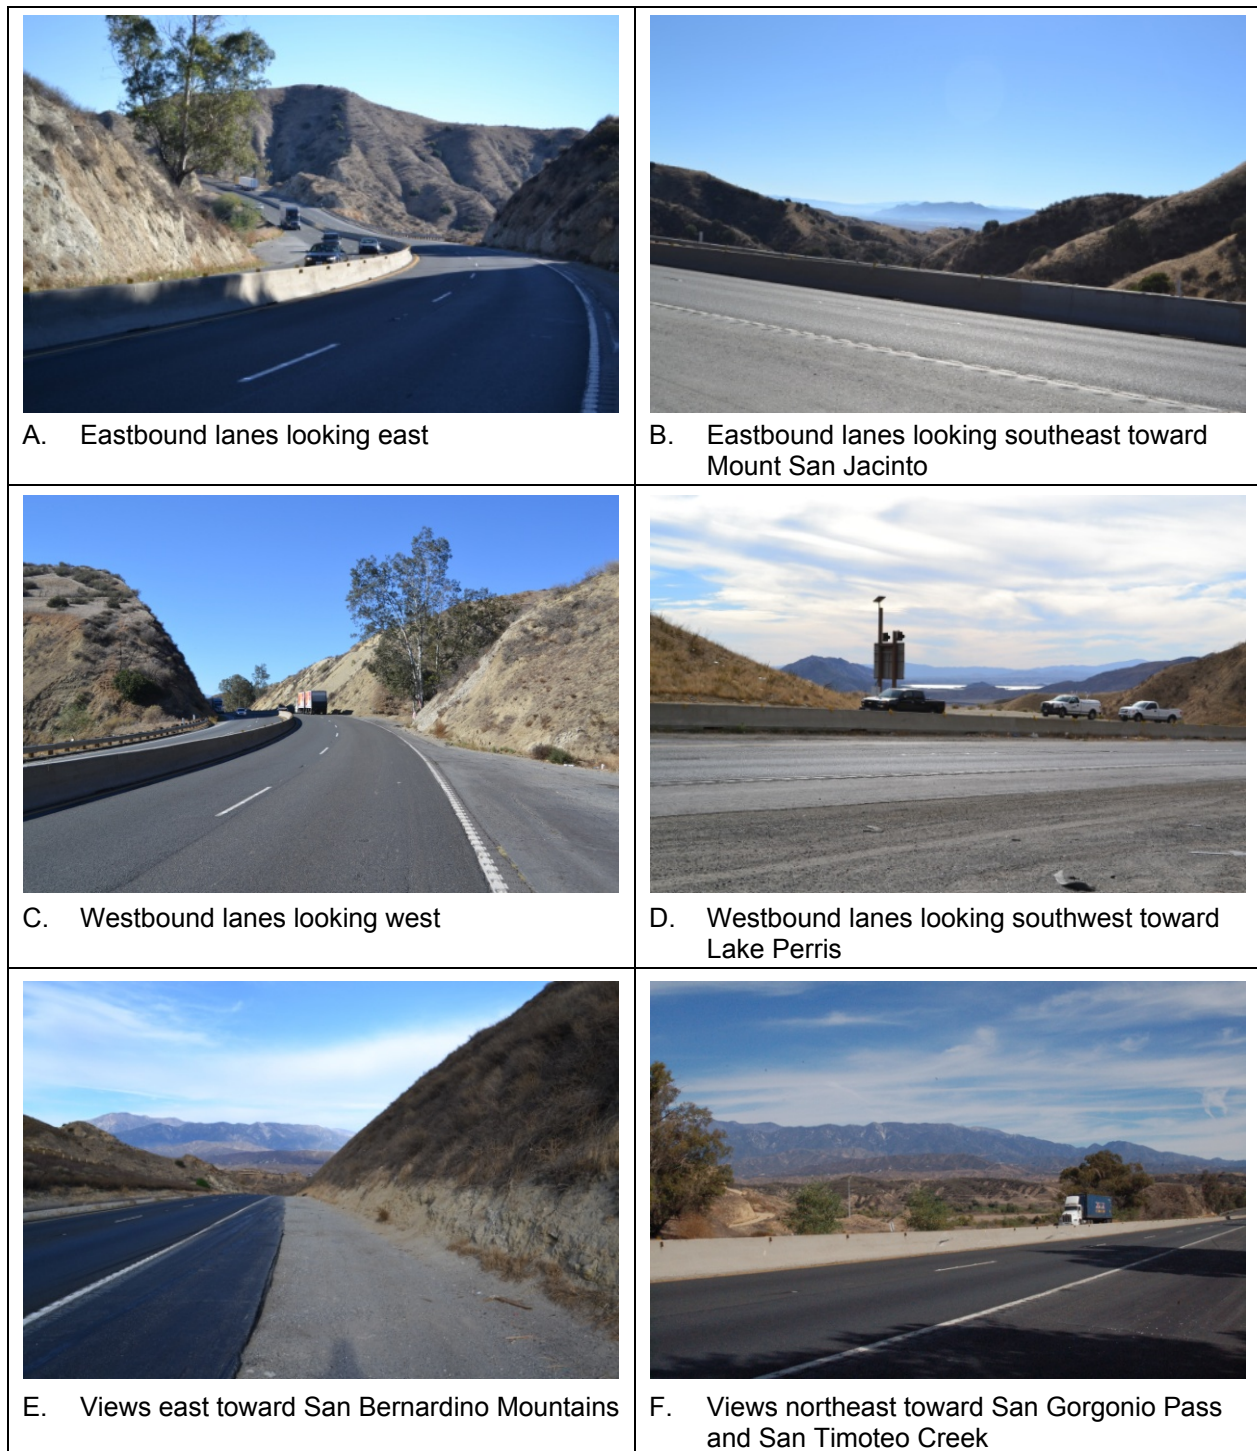 A. Eastbound lanes looking east
B. Eastbound lanes looking southeast toward
Mount San Jacinto
C. Westbound lanes looking west
D. Westbound lanes looking southwest toward
Lake Perris
E. Views east toward San Bernardino Mountains
F. Views northeast toward San Gorgonio Pass
and San Timoteo Creek